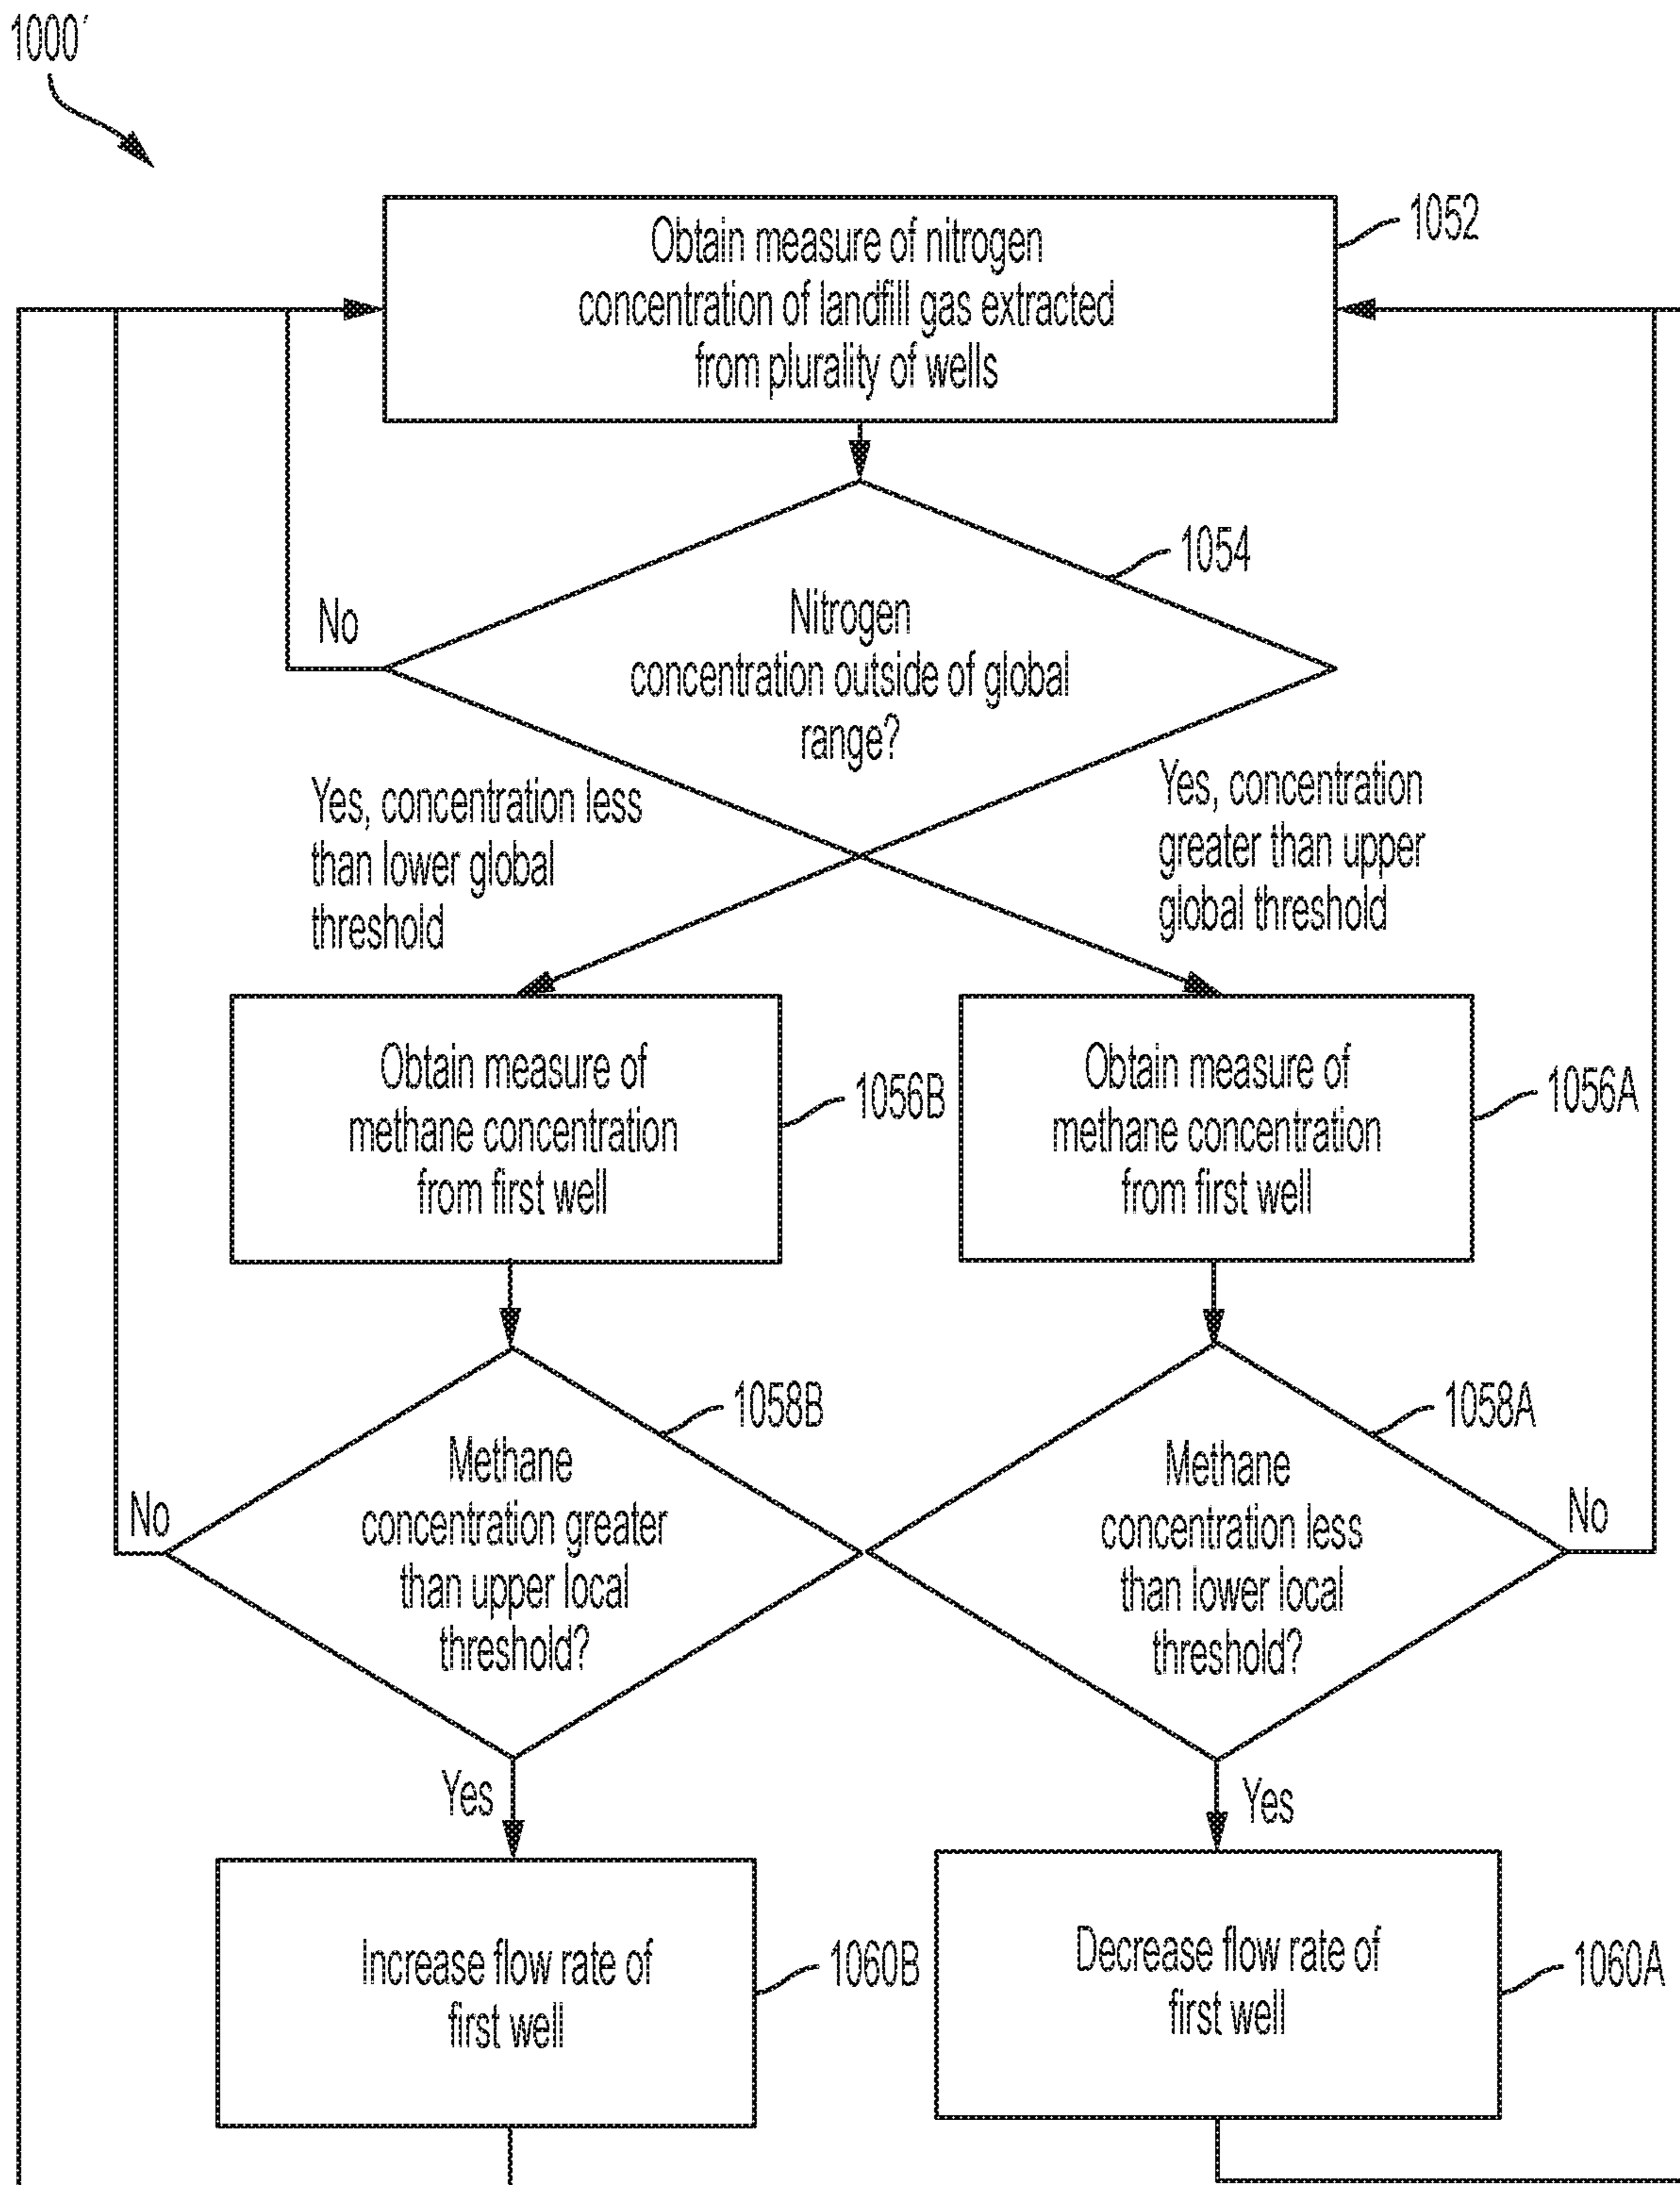 1000′
Obtain measure of nitrogen
concentration of landfill gas extracted
from plurality of wells
1052
Nitrogen
concentration outside of global
range?
1054
No
Yes, concentration less
than lower global
threshold
Yes, concentration
greater than upper
global threshold
Obtain measure of
methane concentration
from first well
1056B
Obtain measure of
methane concentration
from first well
1056A
Methane
concentration greater
than upper local
threshold?
1058B
No
Methane
concentration less
than lower local
threshold?
1058A
No
Yes
Yes
Increase flow rate of
first well
1060B
Decrease flow rate of
first well
1060A